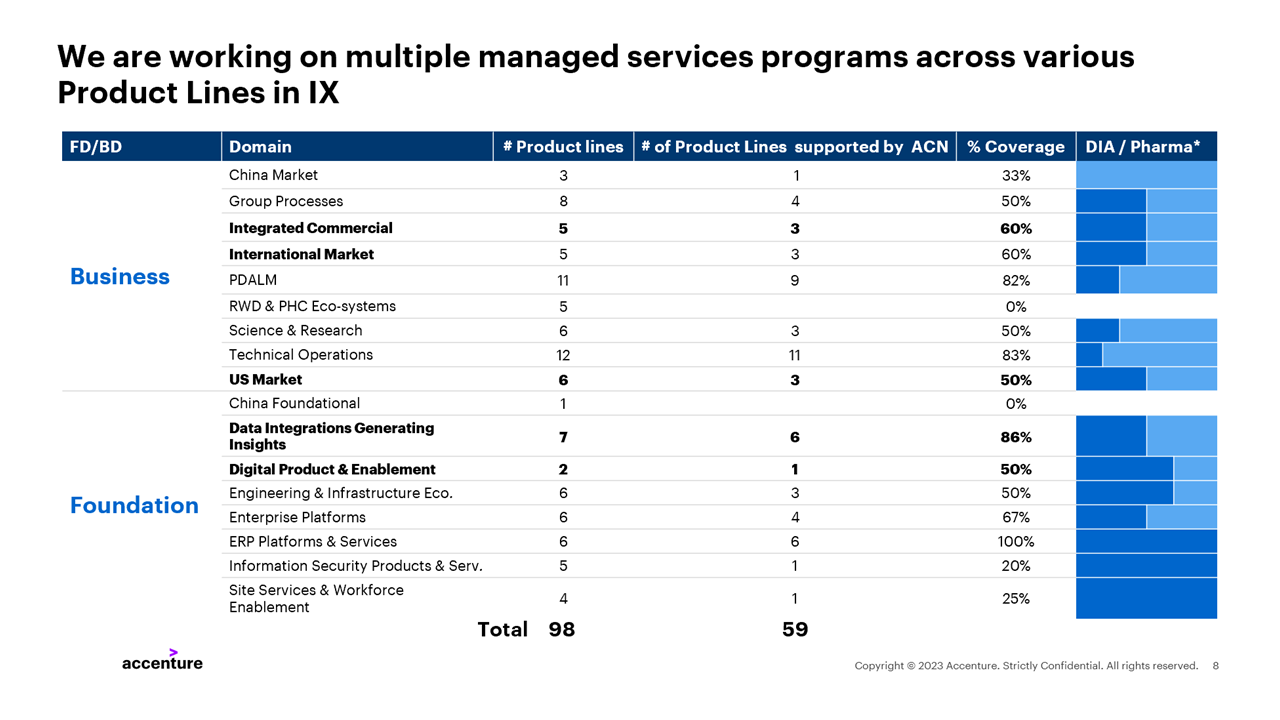 We are working on multiple managed services programs across various
Product Lines in IX
FD/BD Domain # Product lines # of Product Lines supported by ACN % Coverage DIA / Pharma*
Business
China Market 3 1 33%
Group Processes 8 4 50%
Integrated Commercial 5 3 60%
International Market 5 3 60%
PDALM 11 9 82%
RWD & PHC Eco-systems 5 0%
Science & Research 6 3 50%
Technical Operations 12 11 83%
US Market 6 3 50%
Foundation
China Foundational 1 0%
Data Integrations Generating
Insights 7 6 86%
Digital Product & Enablement 2 1 50%
Engineering & Infrastructure Eco. 6 3 50%
Enterprise Platforms 6 4 67%
ERP Platforms & Services 6 6 100%
Information Security Products & Serv. 5 1 20%
Site Services & Workforce
Enablement 4 1 25%
Total 98 59
accenture
Copyright © 2023 Accenture. Strictly Confidential. All rights reserved. 8